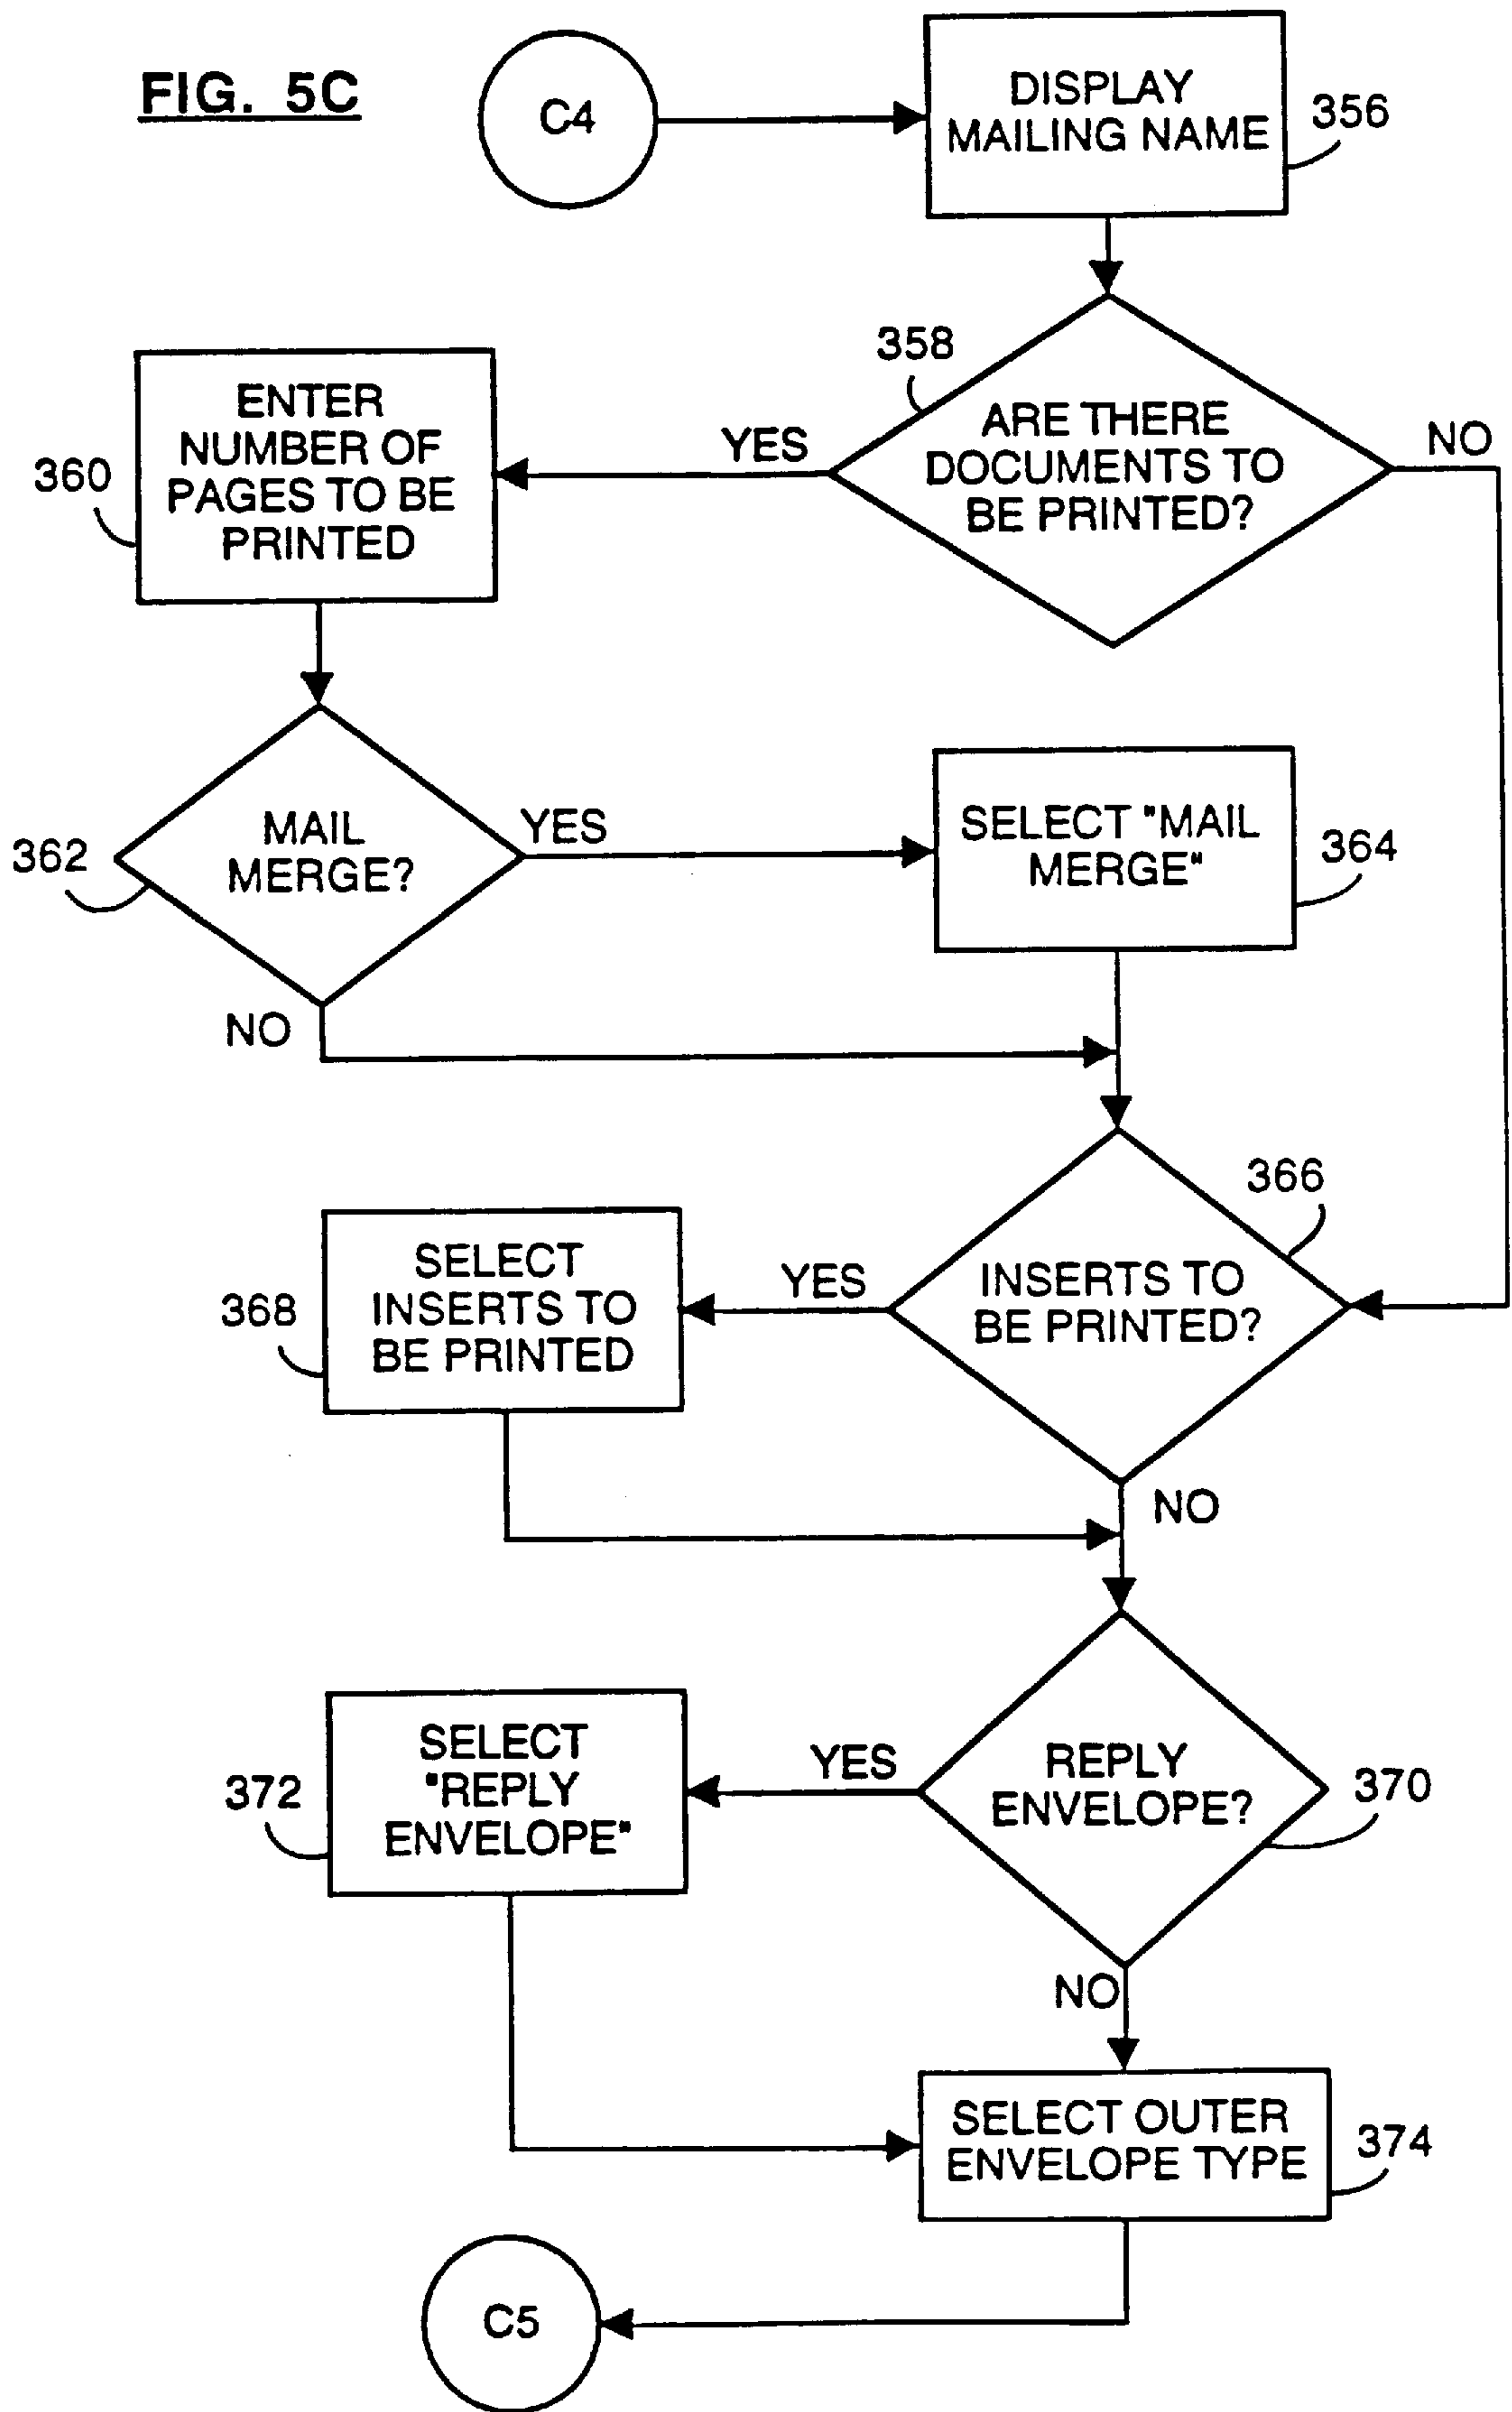 FIG. 5C
C4
DISPLAY
MAILING NAME
356
358
ARE THERE
DOCUMENTS TO
BE PRINTED?
YES
NO
ENTER
NUMBER OF
PAGES TO BE
PRINTED
360
MAIL
MERGE?
362
YES
NO
SELECT "MAIL
MERGE"
364
366
INSERTS TO
BE PRINTED?
YES
NO
SELECT
INSERTS TO
BE PRINTED
368
REPLY
ENVELOPE?
370
YES
NO
SELECT
"REPLY
ENVELOPE"
372
SELECT OUTER
ENVELOPE TYPE
374
C5